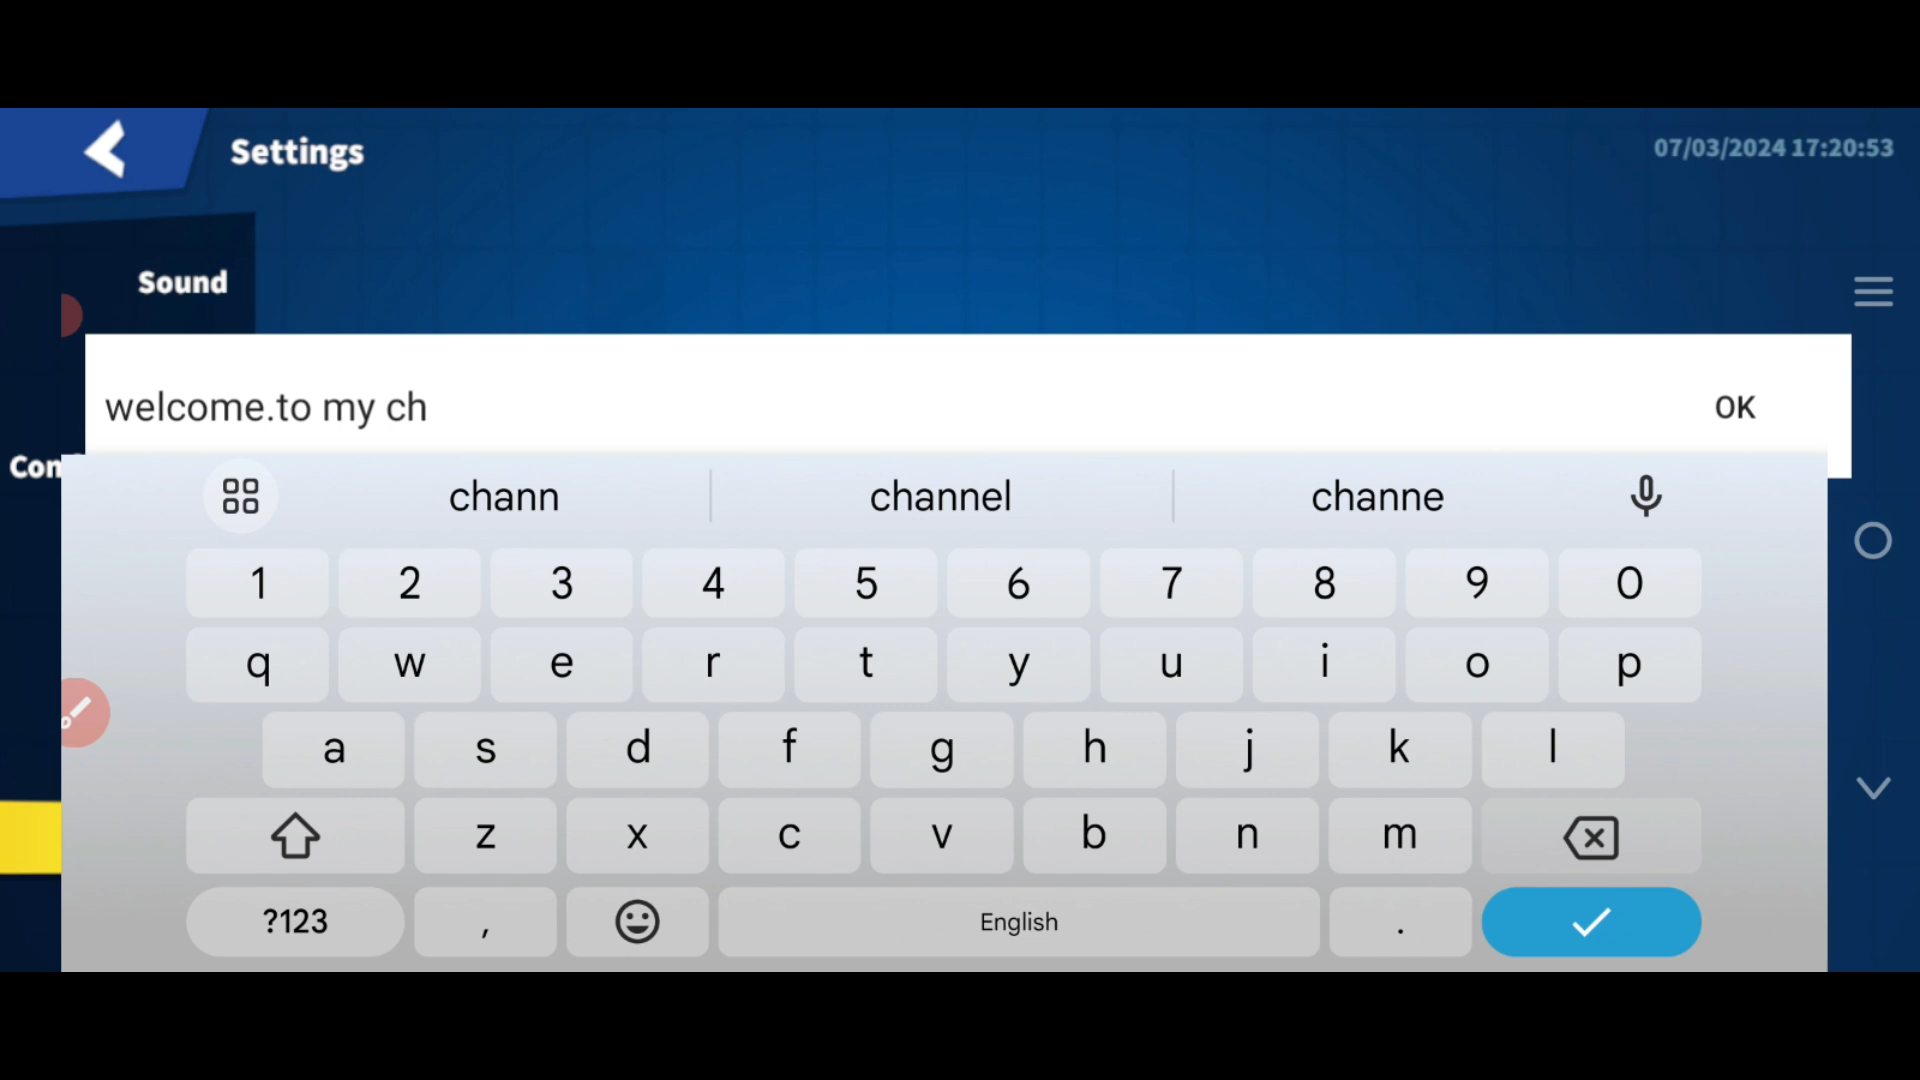 Settings
07/03/2024 17:20:53
Sound
welcome.to my ch
OK
Con
chann channel channe
1 2 3 4 5 6 7 8 9 0
q w e r t y u i o p
a s d f g h j k l
z x c v b n m
?123 , English .